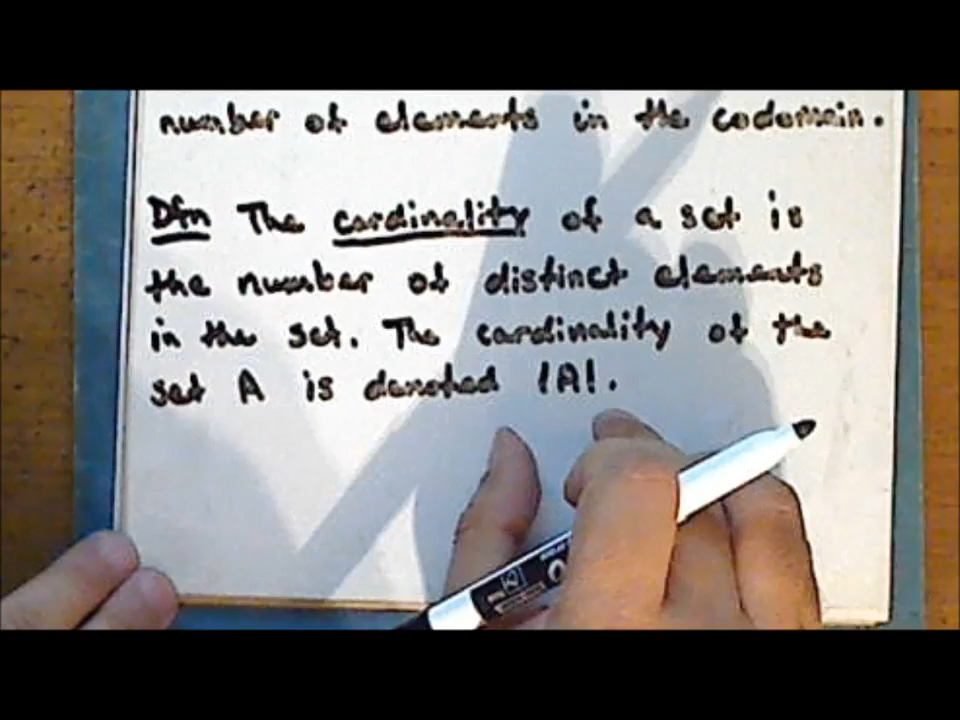 number of elements in the codomain.
Dfn The cardinality of a set is
the number of distinct elements
in the set. The cardinality of the
set A is denoted |A|.